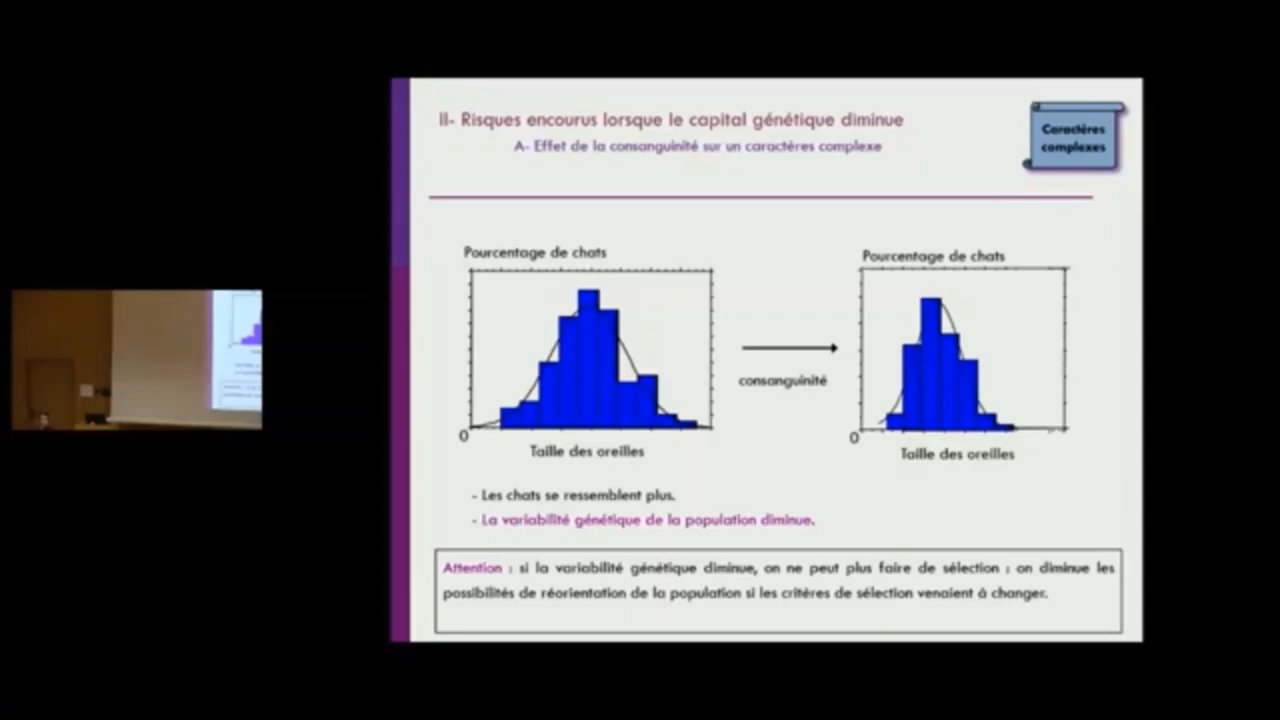 II- Risques encourus lorsque le capital génétique diminue
A- Effet de la consanguinité sur un caractères complexe
Caractères
complexes
Pourcentage de chats
0
Taille des oreilles
consanguinité
Pourcentage de chats
0
Taille des oreilles
- Les chats se ressemblent plus.
- La variabilité génétique de la population diminue.
Attention : si la variabilité génétique diminue, on ne peut plus faire de sélection : on diminue les
possibilités de réorientation de la population si les critères de sélection venaient à changer.